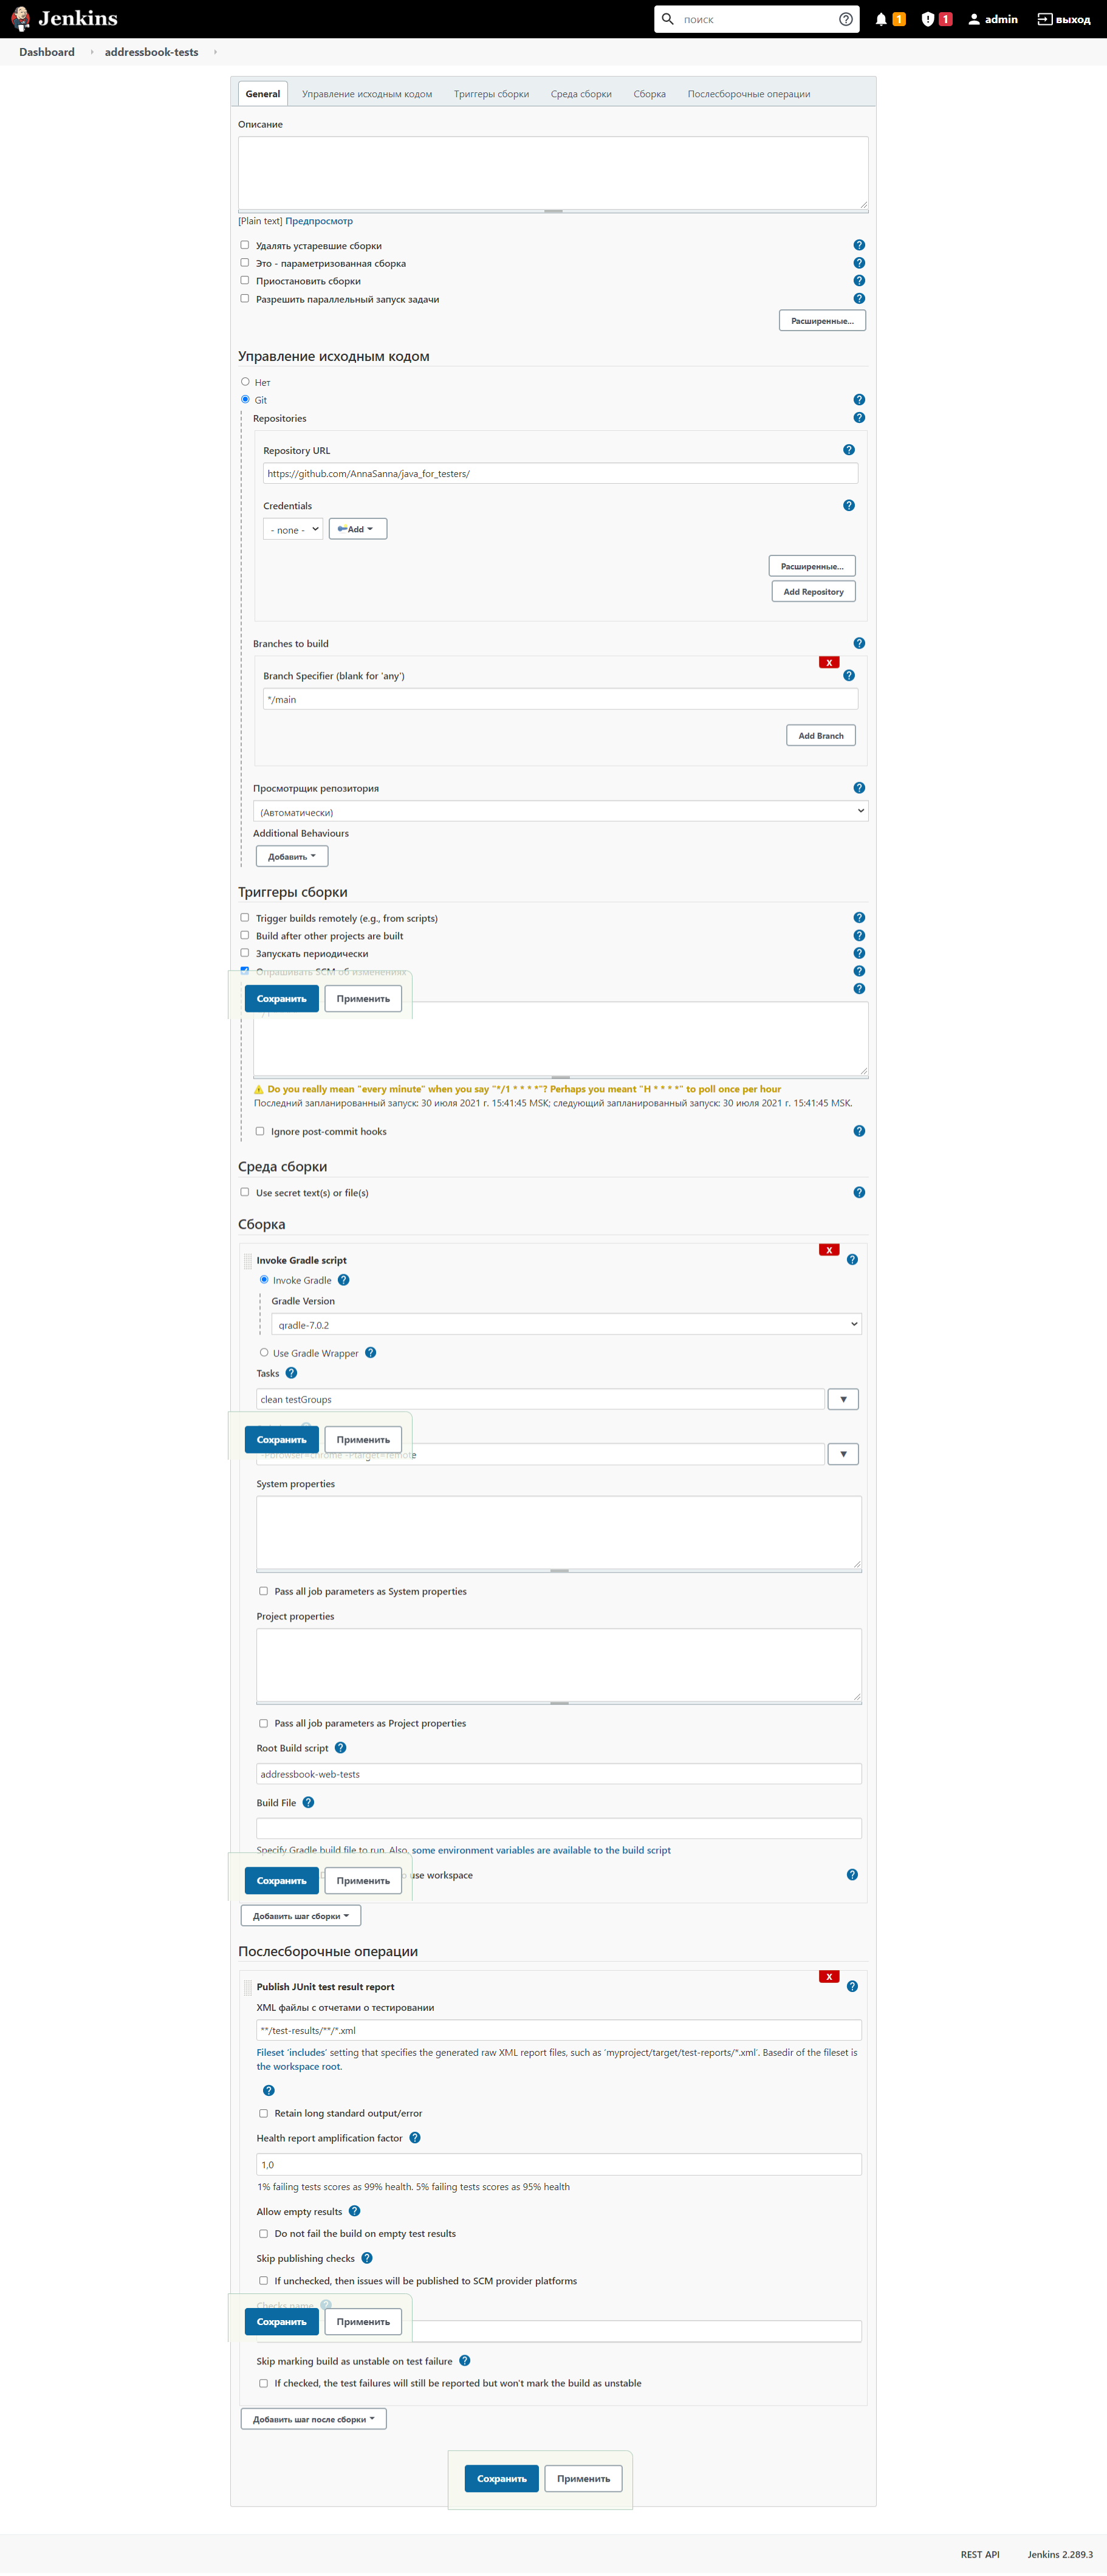 Jenkins
поиск
1
1
admin
выход
Dashboard
addressbook-tests
General
Управление исходным кодом
Триггеры сборки
Среда сборки
Сборка
Послесборочные операции
Описание
[Plain text] Предпросмотр
Удалять устаревшие сборки
Это - параметризованная сборка
Приостановить сборки
Разрешить параллельный запуск задачи
Расширенные...
Управление исходным кодом
Нет
Git
Repositories
Repository URL
https://github.com/AnnaSanna/java_for_testers/
Credentials
- none -
Add
Расширенные...
Add Repository
Branches to build
X
Branch Specifier (blank for 'any')
*/main
Add Branch
Просмотрщик репозитория
(Автоматически)
Additional Behaviours
Добавить
Триггеры сборки
Trigger builds remotely (e.g., from scripts)
Build after other projects are built
Запускать периодически
Опрашивать SCM об изменениях
Сохранить
Применить
Do you really mean "every minute" when you say "*/1 * * * *"? Perhaps you meant "H * * * *" to poll once per hour
Последний запланированный запуск: 30 июля 2021 г. 15:41:45 MSK; следующий запланированный запуск: 30 июля 2021 г. 15:41:45 MSK.
Ignore post-commit hooks
Среда сборки
Use secret text(s) or file(s)
Сборка
X
Invoke Gradle script
Invoke Gradle
Gradle Version
gradle-7.0.2
Use Gradle Wrapper
Tasks
clean testGroups
Сохранить
Применить
-Pbrowser=chrome -Ptarget=remote
System properties
Pass all job parameters as System properties
Project properties
Pass all job parameters as Project properties
Root Build script
addressbook-web-tests
Build File
Specify Gradle build file to run. Also, some environment variables are available to the build script
Сохранить
Применить
use workspace
Добавить шаг сборки
Послесборочные операции
X
Publish JUnit test result report
XML файлы с отчетами о тестировании
**/test-results/**/*.xml
Fileset 'includes' setting that specifies the generated raw XML report files, such as 'myproject/target/test-reports/*.xml'. Basedir of the fileset is
the workspace root.
Retain long standard output/error
Health report amplification factor
1,0
1% failing tests scores as 99% health. 5% failing tests scores as 95% health
Allow empty results
Do not fail the build on empty test results
Skip publishing checks
If unchecked, then issues will be published to SCM provider platforms
Checks name
Сохранить
Применить
Skip marking build as unstable on test failure
If checked, the test failures will still be reported but won't mark the build as unstable
Добавить шаг после сборки
Сохранить
Применить
REST API
Jenkins 2.289.3